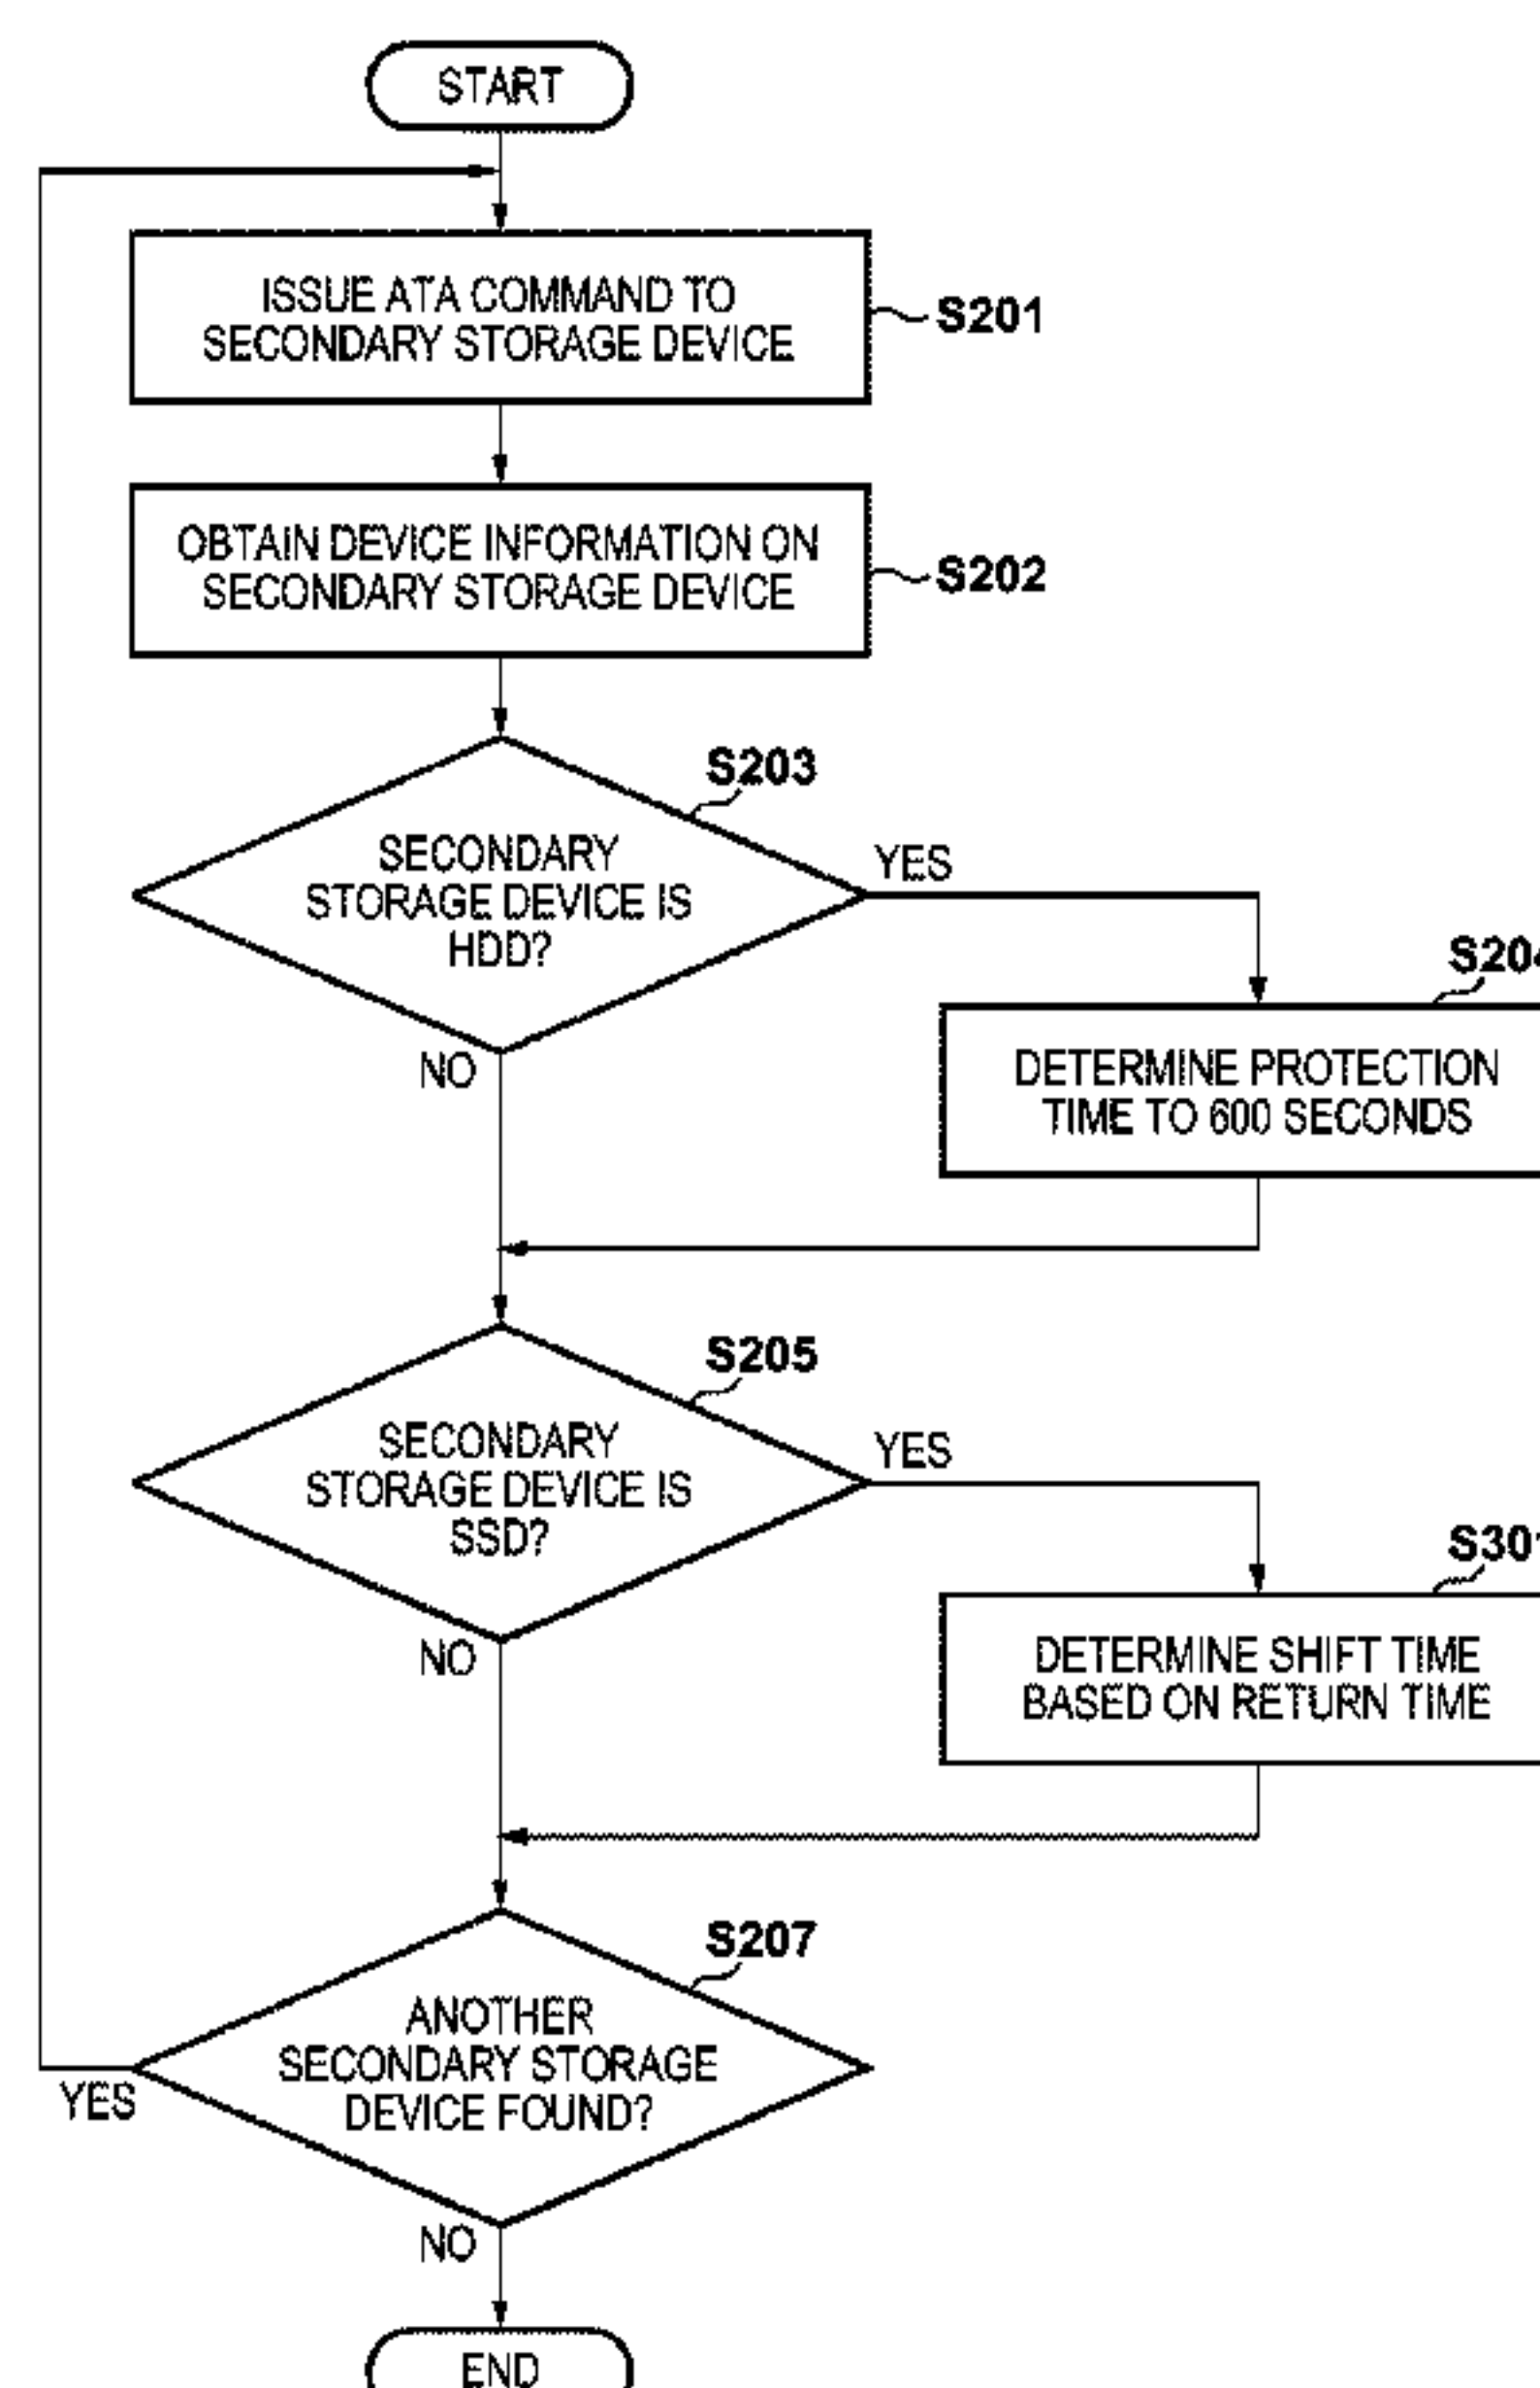 START
ISSUE ATA COMMAND TO
SECONDARY STORAGE DEVICE
S201
OBTAIN DEVICE INFORMATION ON
SECONDARY STORAGE DEVICE
S202
S203
SECONDARY
STORAGE DEVICE IS
HDD?
YES
NO
S204
DETERMINE PROTECTION
TIME TO 600 SECONDS
S205
SECONDARY
STORAGE DEVICE IS
SSD?
YES
NO
S301
DETERMINE SHIFT TIME
BASED ON RETURN TIME
S207
ANOTHER
SECONDARY STORAGE
DEVICE FOUND?
YES
NO
END